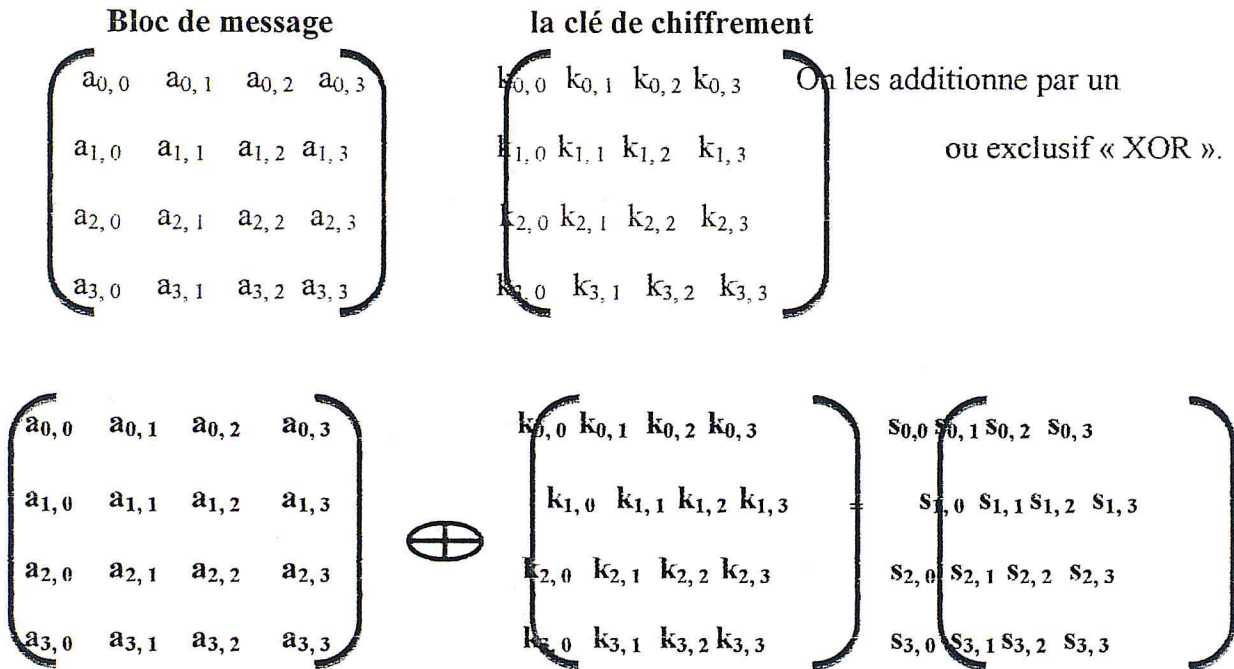 Bloc de message la clé de chiffrement
a0, 0 a0, 1 a0, 2 a0, 3 k0, 0 k0, 1 k0, 2 k0, 3 On les additionne par un
a1, 0 a1, 1 a1, 2 a1, 3 k1, 0 k1, 1 k1, 2 k1, 3 ou exclusif « XOR ».
a2, 0 a2, 1 a2, 2 a2, 3 k2, 0 k2, 1 k2, 2 k2, 3
a3, 0 a3, 1 a3, 2 a3, 3 k3, 0 k3, 1 k3, 2 k3, 3
a0, 0 a0, 1 a0, 2 a0, 3 k0, 0 k0, 1 k0, 2 k0, 3 s0,0 s0, 1 s0, 2 s0, 3
a1, 0 a1, 1 a1, 2 a1, 3 k1, 0 k1, 1 k1, 2 k1, 3 = s1, 0 s1, 1 s1, 2 s1, 3
a2, 0 a2, 1 a2, 2 a2, 3 ⊕ k2, 0 k2, 1 k2, 2 k2, 3 s2, 0 s2, 1 s2, 2 s2, 3
a3, 0 a3, 1 a3, 2 a3, 3 k3, 0 k3, 1 k3, 2 k3, 3 s3, 0 s3, 1 s3, 2 s3, 3